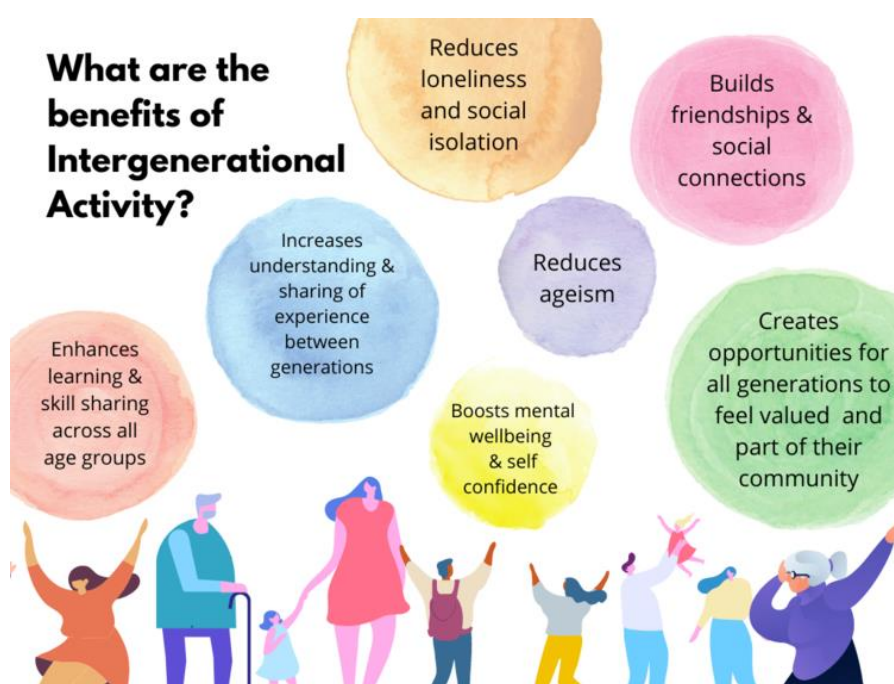 What are the
benefits of
Intergenerational
Activity?
Reduces
loneliness
and social
isolation
Builds
friendships &
social
connections
Increases
understanding &
sharing of
experience
between
generations
Reduces
ageism
Creates
opportunities for
all generations to
feel valued and
part of their
community
Enhances
learning &
skill sharing
across all
age groups
Boosts mental
wellbeing
& self
confidence